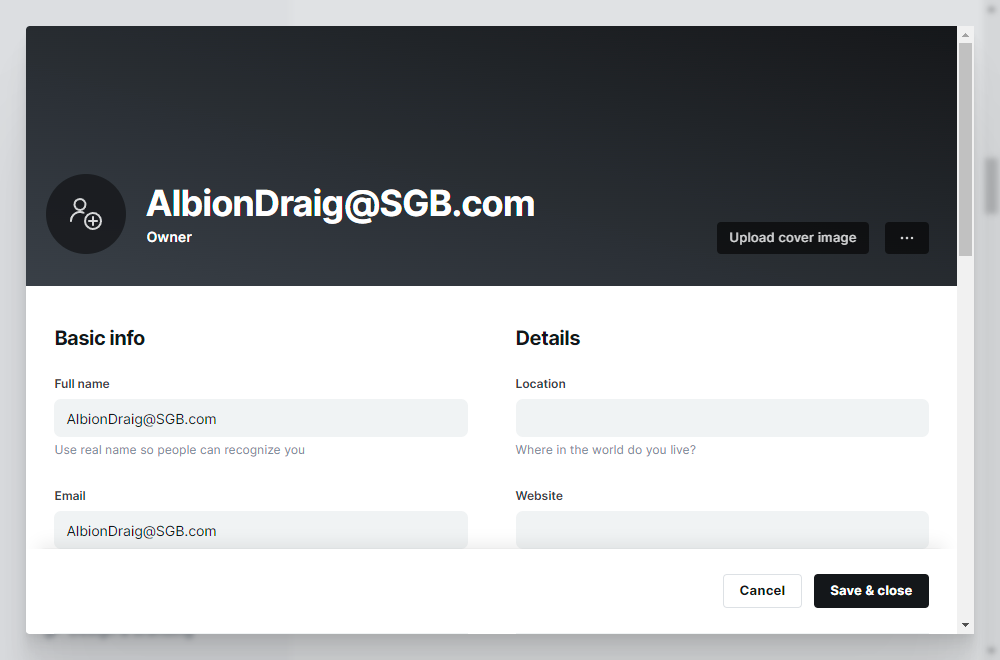 AlbionDraig@SGB.com
Owner
Upload cover image
...
Basic info
Details
Full name
Location
AlbionDraig@SGB.com
Use real name so people can recognize you
Where in the world do you live?
Email
Website
AlbionDraig@SGB.com
Cancel
Save & close